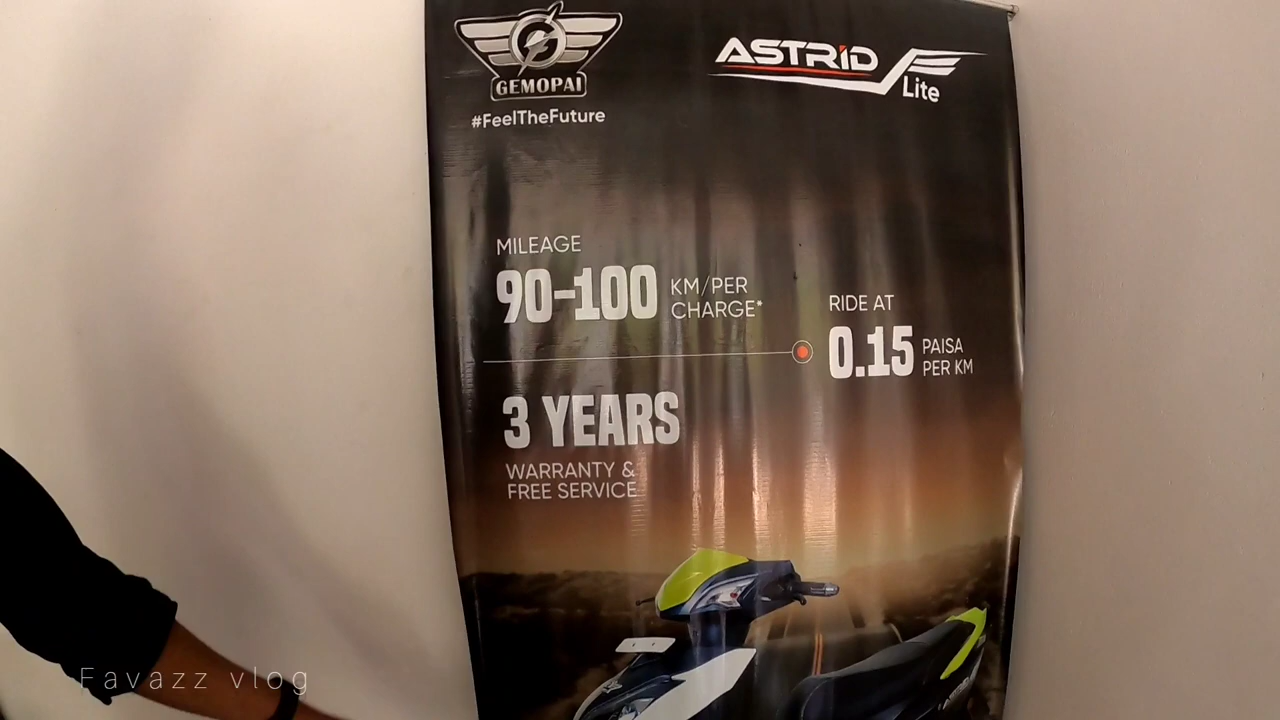 GEMOPAI
#FeelTheFuture
ASTRID
Lite
MILEAGE
90-100 KM/PER
CHARGE*
RIDE AT
0.15 PAISA
PER KM
3 YEARS
WARRANTY &
FREE SERVICE
Favazz vlog